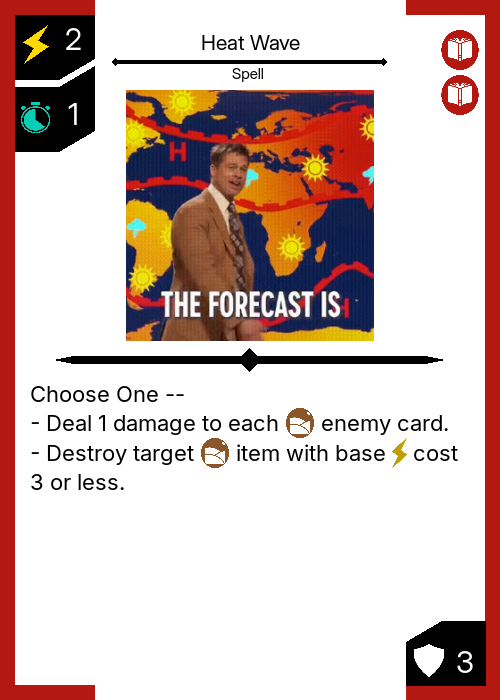 2
Heat Wave
Spell
1
H
THE FORECAST IS
Choose One --
- Deal 1 damage to each enemy card.
- Destroy target item with base cost
3 or less.
3